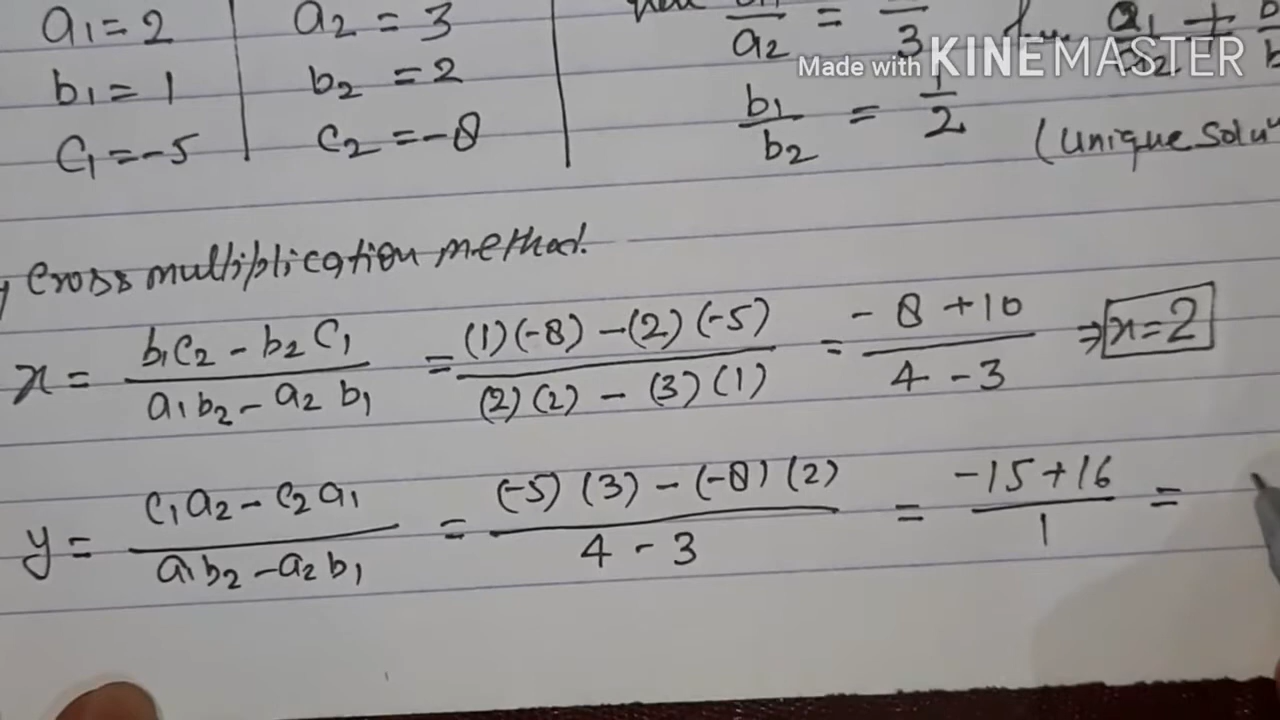 a₁ = 2 a₂ = 3 a₂ = 3
Made with KINEMASTER
b₁ = 1 b₂ = 2 b₁/b₂ = 1/2
c₁ = -5 c₂ = -8 (unique
Cross multiplication method.
x = (b₁c₂ - b₂c₁)/(a₁b₂ - a₂b₁) = ((1)(-8) - (2)(-5))/((2)(2) - (3)(1)) = (-8+10)/(4-3) ⇒ x=2
y = (c₁a₂ - c₂a₁)/(a₁b₂ - a₂b₁) = ((-5)(3) - (-8)(2))/(4-3) = (-15+16)/1 =